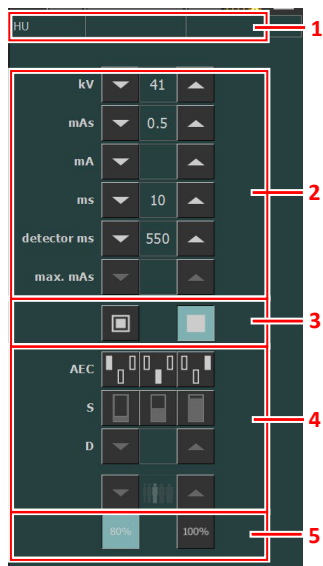 HU 1
kV 41
mAs 0.5
mA
ms 10 2
detector ms 550
max. mAs
3
AEC
S 4
D
80% 100% 5